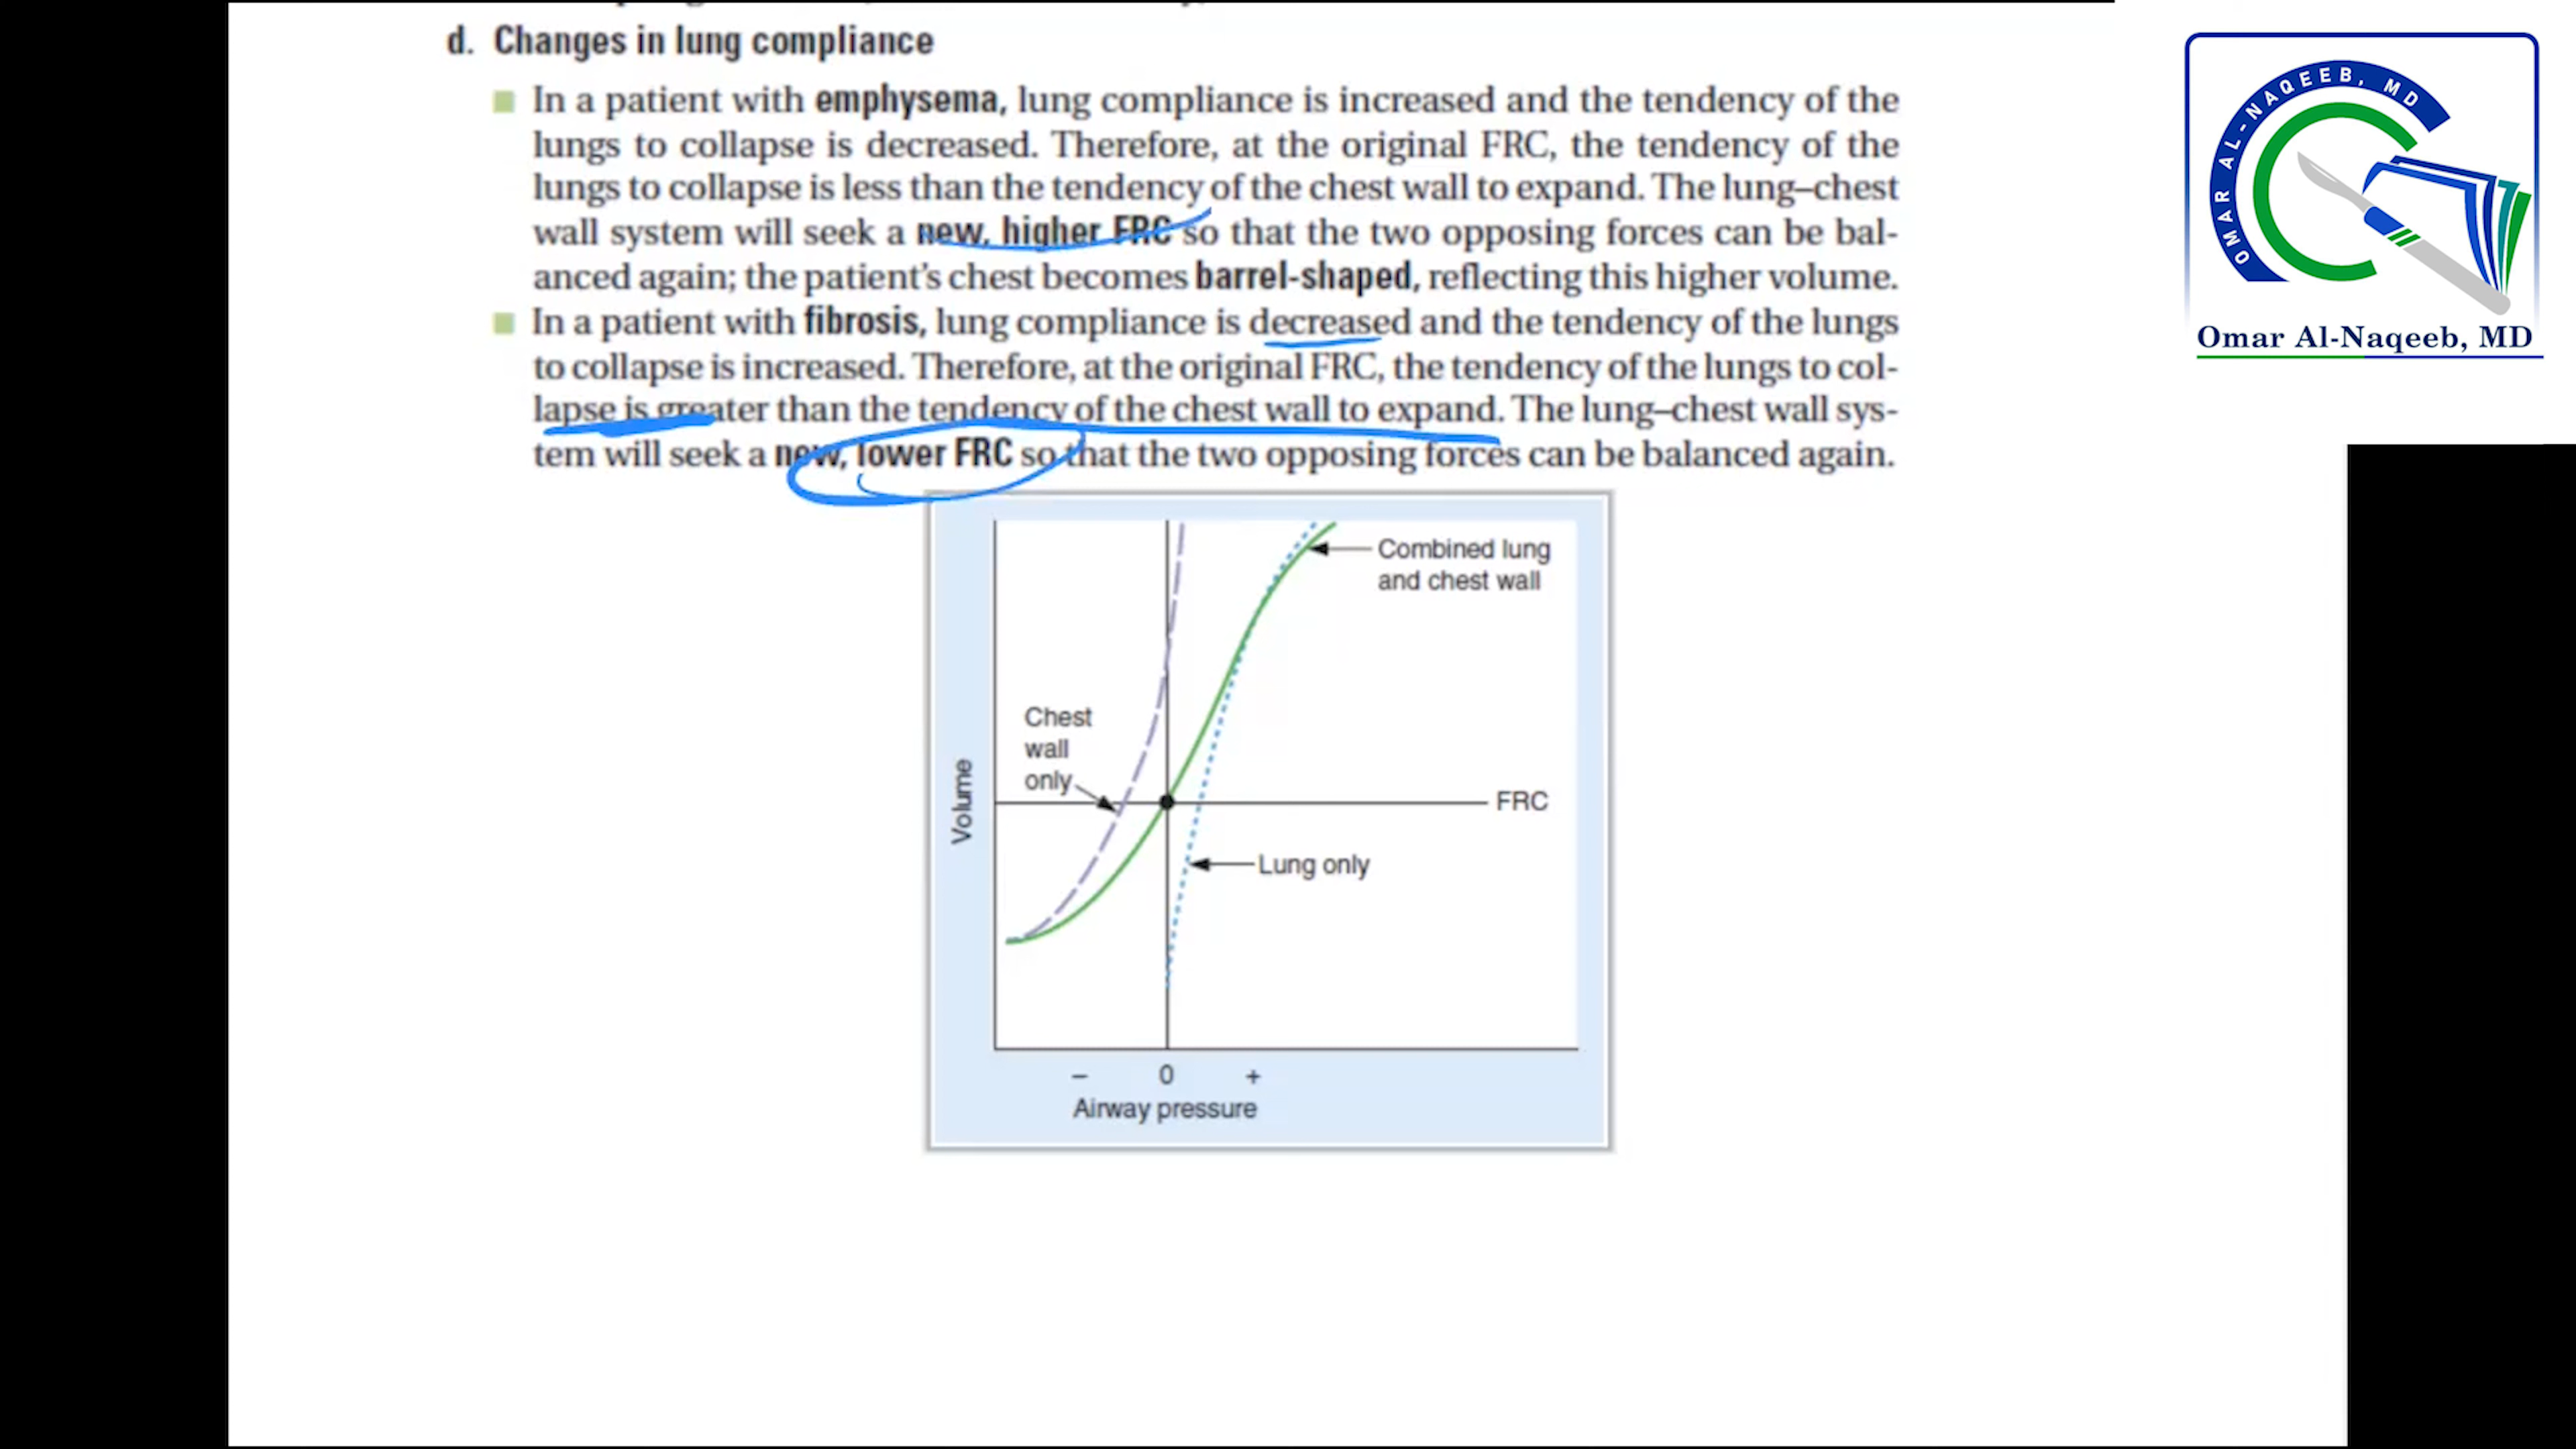 d. Changes in lung compliance
In a patient with emphysema, lung compliance is increased and the tendency of the
lungs to collapse is decreased. Therefore, at the original FRC, the tendency of the
lungs to collapse is less than the tendency of the chest wall to expand. The lung–chest
wall system will seek a new, higher FRC so that the two opposing forces can be bal-
anced again; the patient's chest becomes barrel-shaped, reflecting this higher volume.
In a patient with fibrosis, lung compliance is decreased and the tendency of the lungs
to collapse is increased. Therefore, at the original FRC, the tendency of the lungs to col-
lapse is greater than the tendency of the chest wall to expand. The lung–chest wall sys-
tem will seek a new, lower FRC so that the two opposing forces can be balanced again.
Combined lung
and chest wall
Chest
wall
only
Volume
FRC
Lung only
− 0 +
Airway pressure
OMAR AL-NAQEEB, MD
Omar Al-Naqeeb, MD